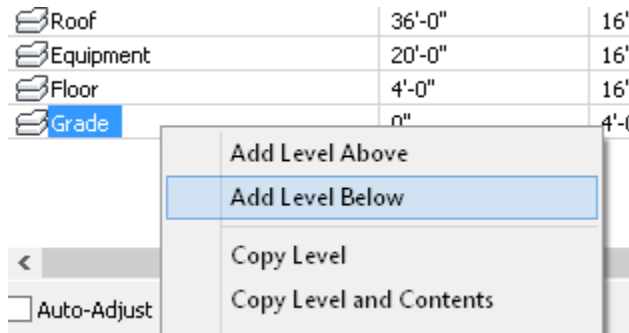 Roof 36'-0" 16'
Equipment 20'-0" 16'
Floor 4'-0" 16'
Grade 0" 4'-
Add Level Above
Add Level Below
Copy Level
Auto-Adjust Copy Level and Contents